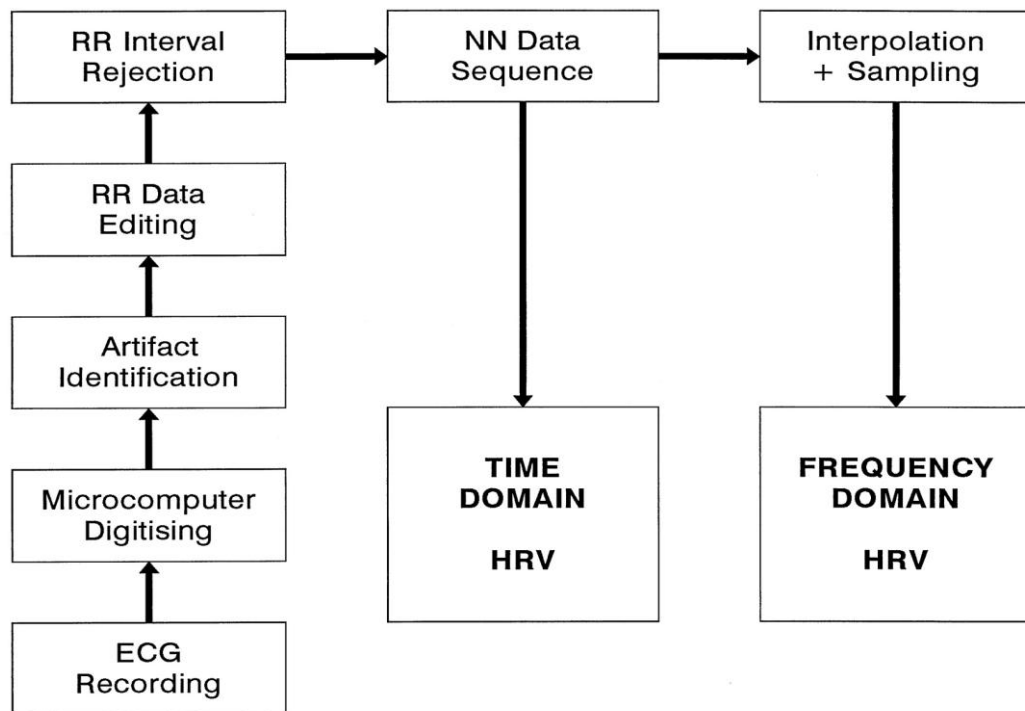 RR Interval
Rejection
NN Data
Sequence
Interpolation
+ Sampling
RR Data
Editing
Artifact
Identification
Microcomputer
Digitising
ECG
Recording
TIME
DOMAIN
HRV
FREQUENCY
DOMAIN
HRV